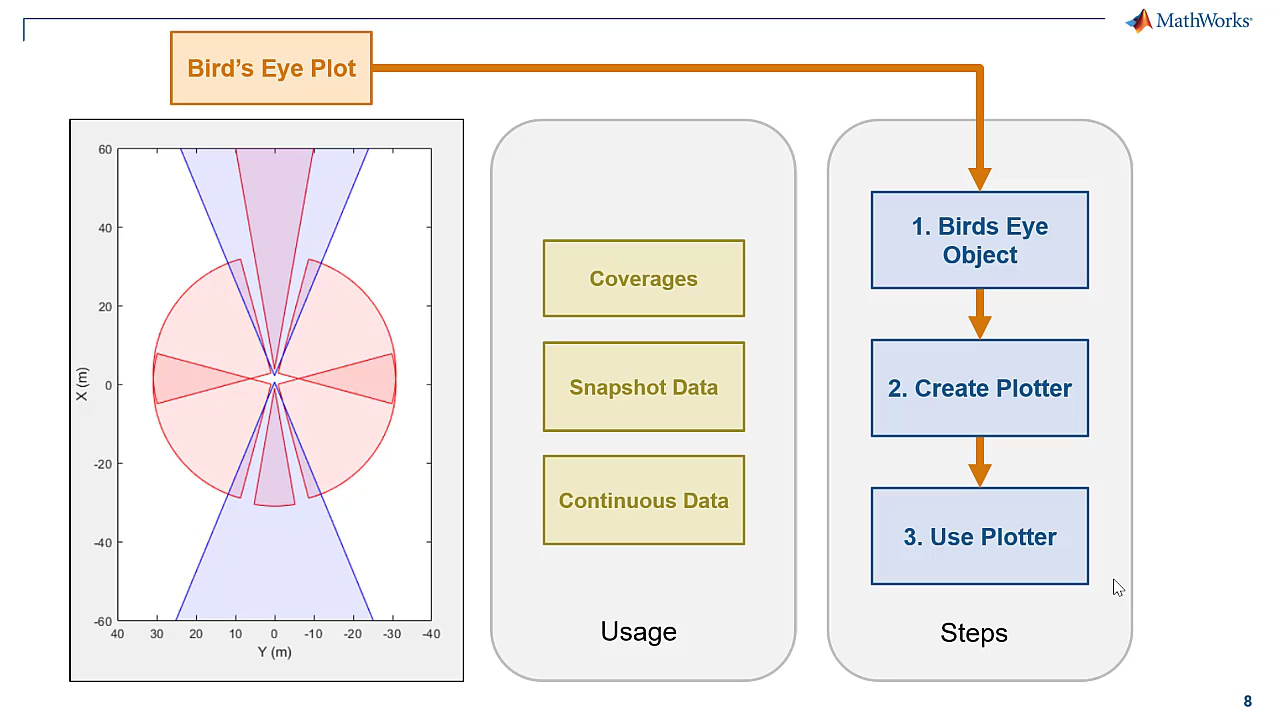 MathWorks
Bird's Eye Plot
60
40
20
0
-20
-40
-60
X (m)
40 30 20 10 0 -10 -20 -30 -40
Y (m)
Coverages
Snapshot Data
Continuous Data
Usage
1. Birds Eye
Object
2. Create Plotter
3. Use Plotter
Steps
8